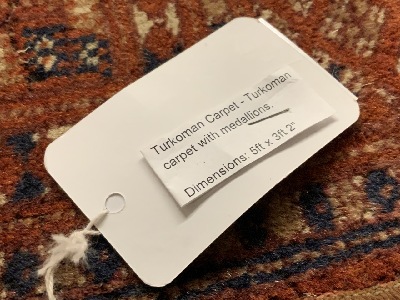 Turkoman Carpet - Turkoman
carpet with medallions.
Dimensions: 5ft x 3ft 2"